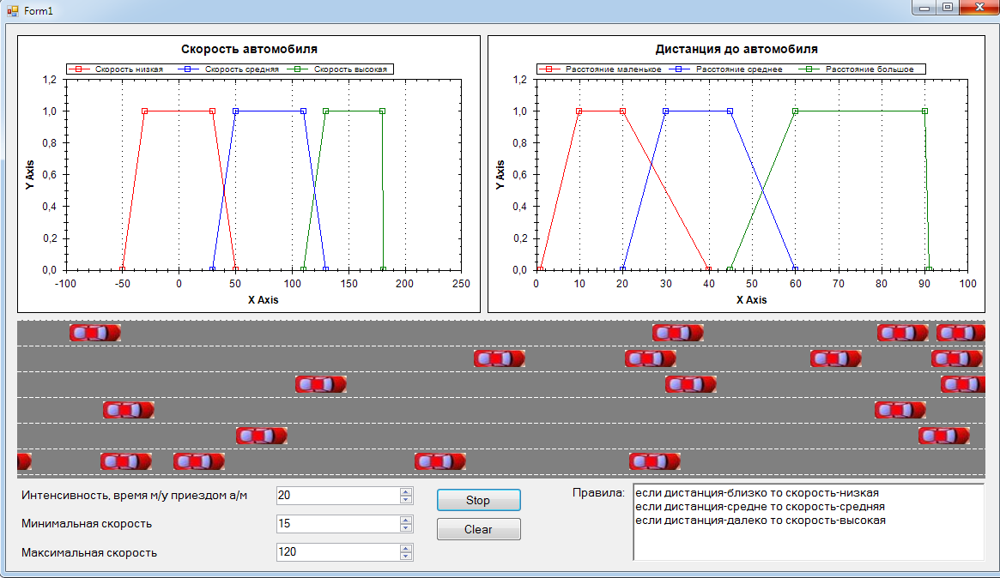 Form1
Скорость автомобиля
Скорость низкая Скорость средняя Скорость высокая
1,2
1,0
0,8
0,6
0,4
0,2
0,0
Y Axis
-100 -50 0 50 100 150 200 250
X Axis
Дистанция до автомобиля
Расстояние маленькое Расстояние среднее Расстояние большое
1,2
1,0
0,8
0,6
0,4
0,2
0,0
Y Axis
0 10 20 30 40 50 60 70 80 90 100
X Axis
Интенсивность, время м/у приездом а/м 20
Минимальная скорость 15
Максимальная скорость 120
Stop
Clear
Правила:
если дистанция-близко то скорость-низкая
если дистанция-средне то скорость-средняя
если дистанция-далеко то скорость-высокая